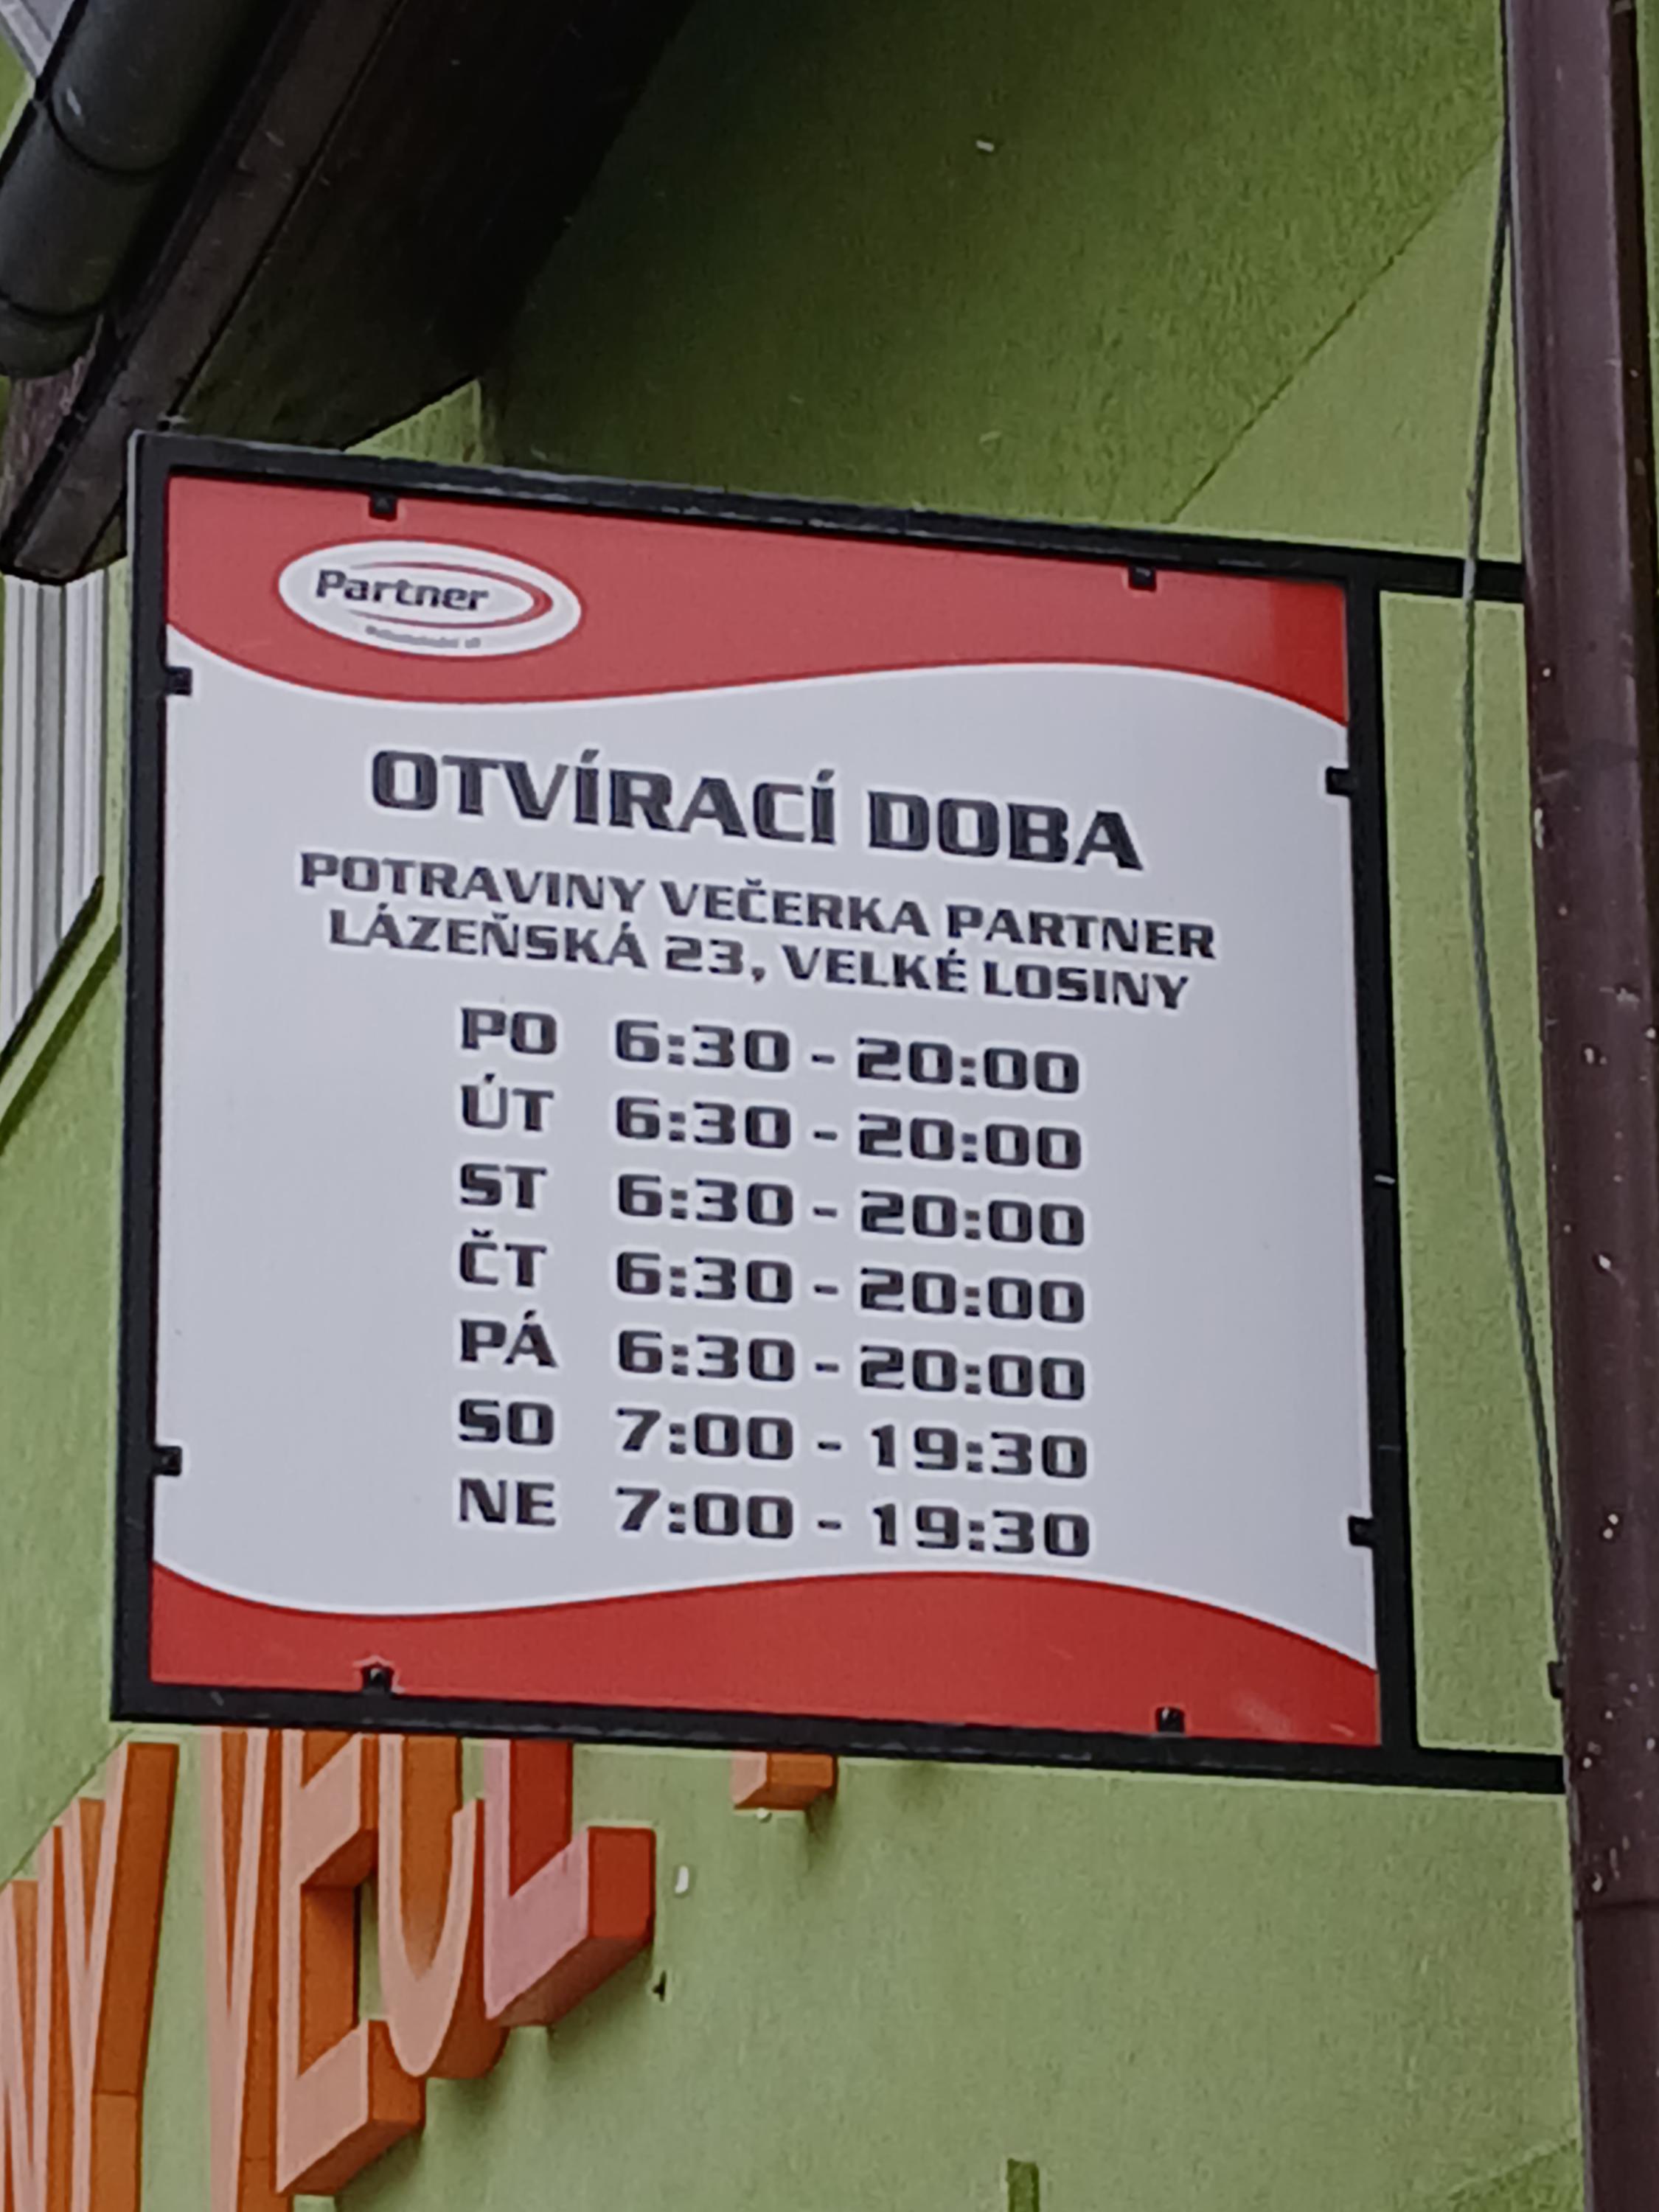 Partner
OTVÍRACÍ DOBA
POTRAVINY VEČERKA PARTNER
LÁZEŇSKÁ 23, VELKÉ LOSINY
PO 6:30 - 20:00
ÚT 6:30 - 20:00
ST 6:30 - 20:00
ČT 6:30 - 20:00
PÁ 6:30 - 20:00
SO 7:00 - 19:30
NE 7:00 - 19:30